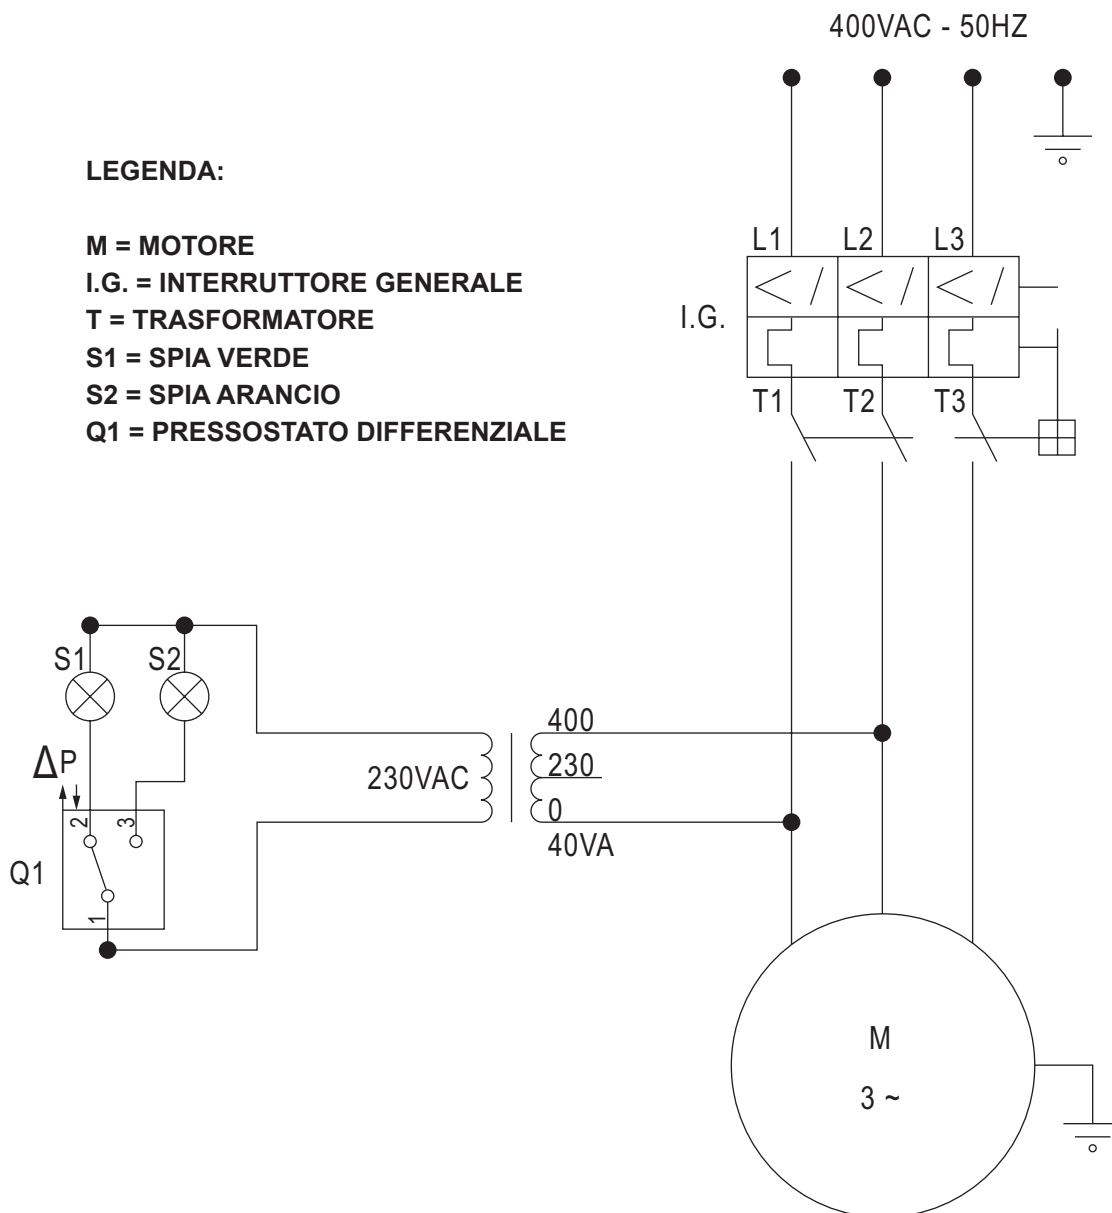 400VAC - 50HZ
LEGENDA:
M = MOTORE
I.G. = INTERRUTTORE GENERALE
T = TRASFORMATORE
S1 = SPIA VERDE
S2 = SPIA ARANCIO
Q1 = PRESSOSTATO DIFFERENZIALE
L1 L2 L3
I.G.
T1 T2 T3
S1 S2
ΔP
2 3
Q1
1
230VAC
400
230
0
40VA
M
3 ~